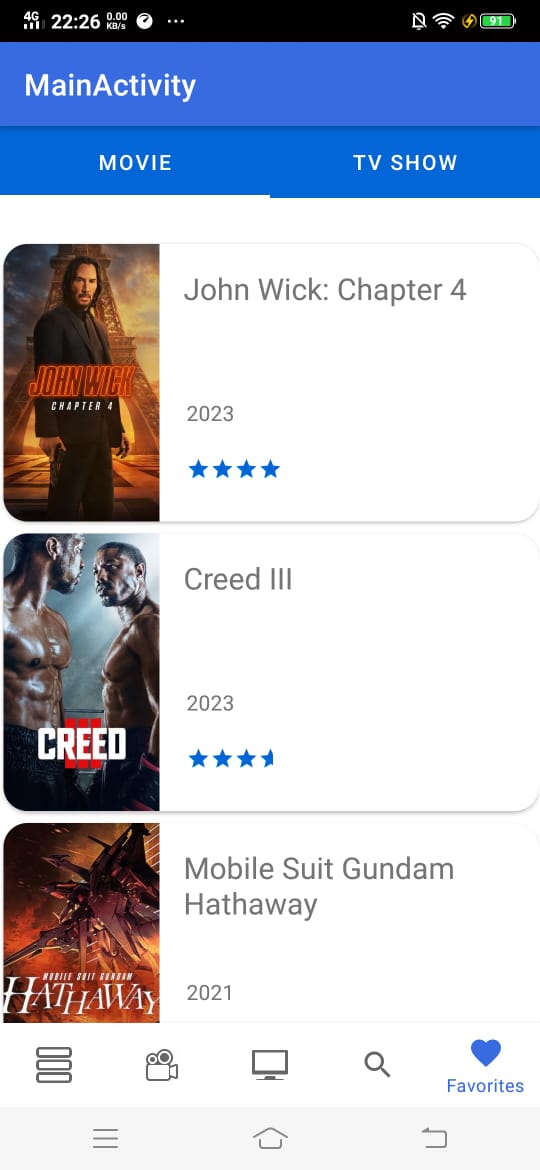 4G 22:26 0.00 KB/s 91
MainActivity
MOVIE TV SHOW
John Wick: Chapter 4
JOHN WICK
CHAPTER 4
2023
Creed III
CREED
III
2023
Mobile Suit Gundam
Hathaway
MOBILE SUIT GUNDAM
HATHAWAY
2021
Favorites